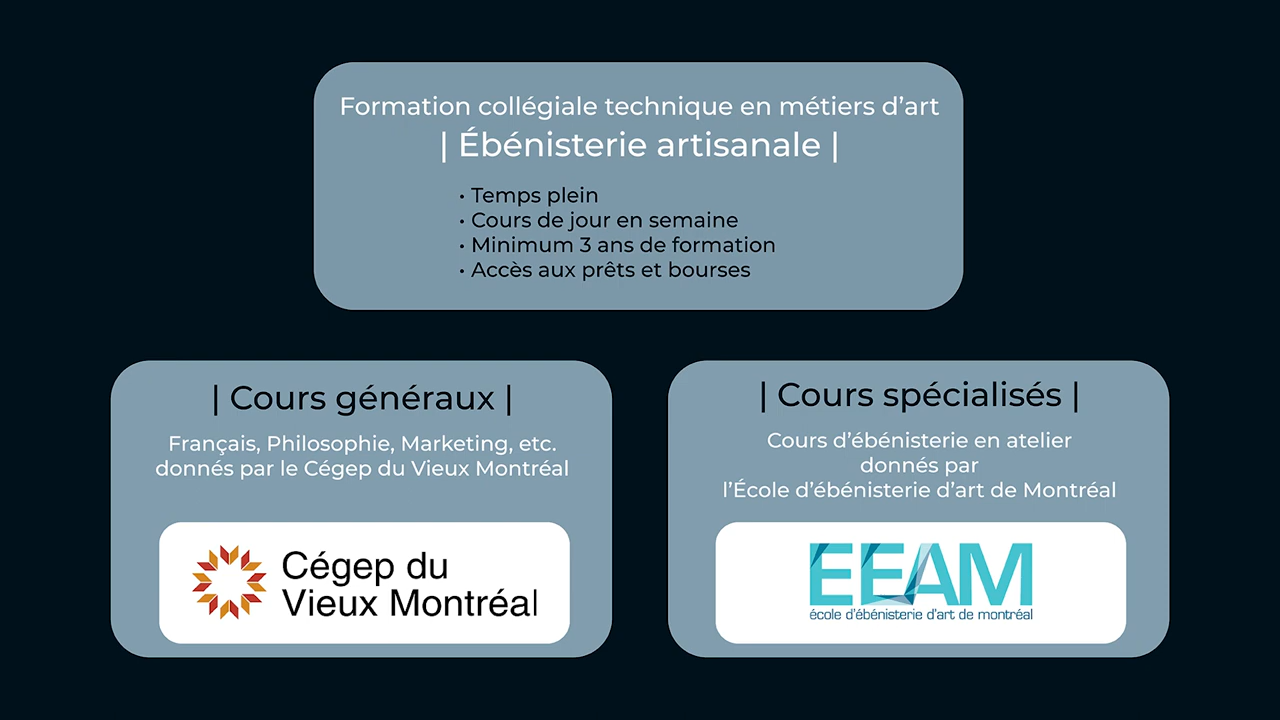 Formation collégiale technique en métiers d’art
| Ébénisterie artisanale |
• Temps plein
• Cours de jour en semaine
• Minimum 3 ans de formation
• Accès aux prêts et bourses
| Cours généraux |
Français, Philosophie, Marketing, etc.
donnés par le Cégep du Vieux Montréal
Cégep du
Vieux Montréal
| Cours spécialisés |
Cours d’ébénisterie en atelier
donnés par
l’École d’ébénisterie d’art de Montréal
EEAM
école d’ébénisterie d’art de montréal